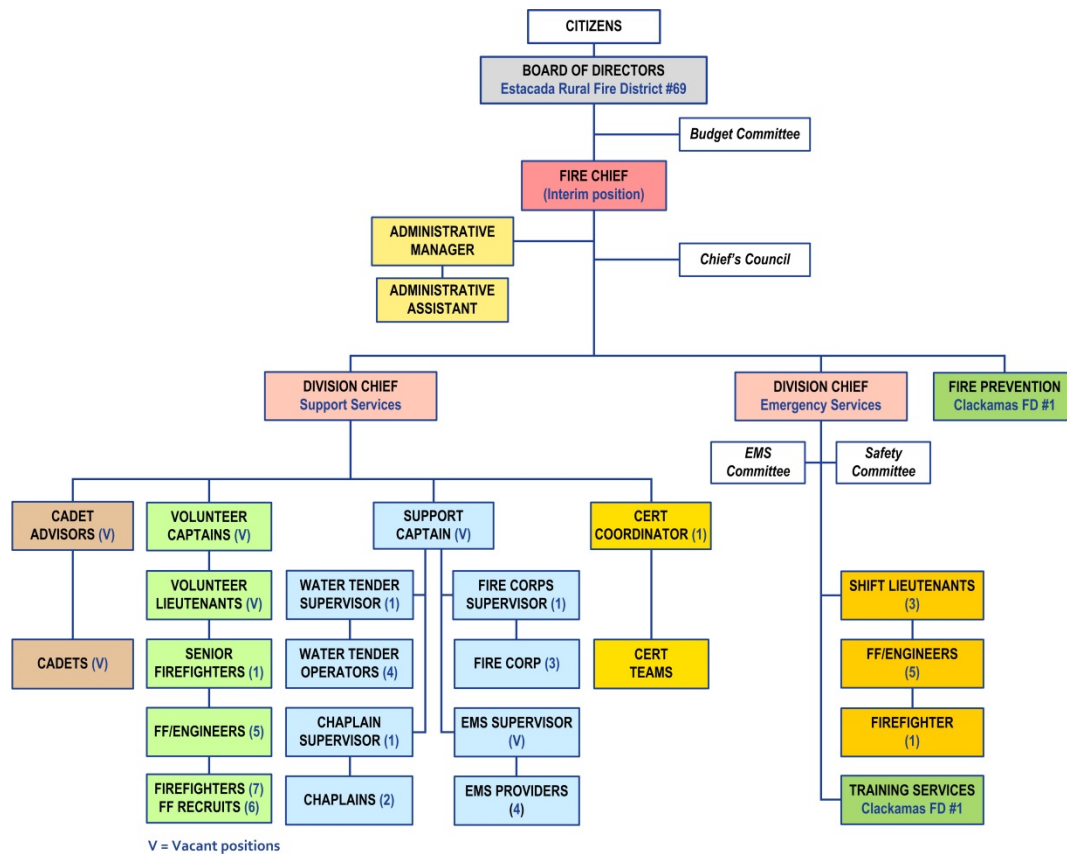 CITIZENS
BOARD OF DIRECTORS
Estacada Rural Fire District #69
Budget Committee
FIRE CHIEF
(Interim position)
ADMINISTRATIVE
MANAGER
Chief's Council
ADMINISTRATIVE
ASSISTANT
DIVISION CHIEF
Support Services
DIVISION CHIEF
Emergency Services
FIRE PREVENTION
Clackamas FD #1
EMS
Committee
Safety
Committee
CADET
ADVISORS (V)
VOLUNTEER
CAPTAINS (V)
SUPPORT
CAPTAIN (V)
CERT
COORDINATOR (1)
VOLUNTEER
LIEUTENANTS (V)
WATER TENDER
SUPERVISOR (1)
FIRE CORPS
SUPERVISOR (1)
SHIFT LIEUTENANTS
(3)
CADETS (V)
SENIOR
FIREFIGHTERS (1)
WATER TENDER
OPERATORS (4)
FIRE CORP (3)
CERT
TEAMS
FF/ENGINEERS
(5)
FF/ENGINEERS (5)
CHAPLAIN
SUPERVISOR (1)
EMS SUPERVISOR
(V)
FIREFIGHTER
(1)
FIREFIGHTERS (7)
FF RECRUITS (6)
CHAPLAINS (2)
EMS PROVIDERS
(4)
TRAINING SERVICES
Clackamas FD #1
V = Vacant positions